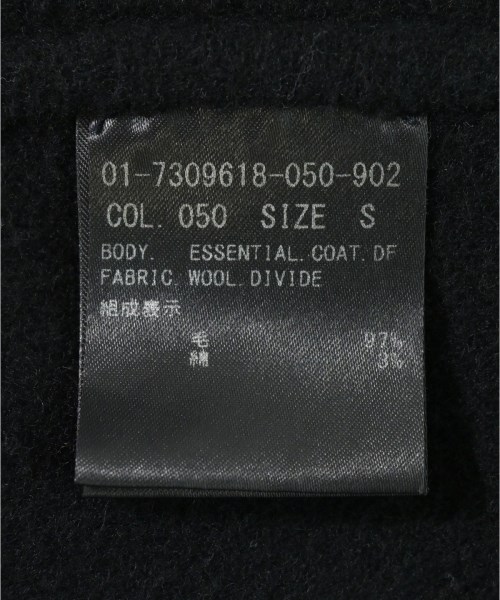 01-7309618-050-902
COL. 050 SIZE S
BODY. ESSENTIAL.COAT.DF
FABRIC.WOOL.DIVIDE
組成表示
毛 97%
綿 3%